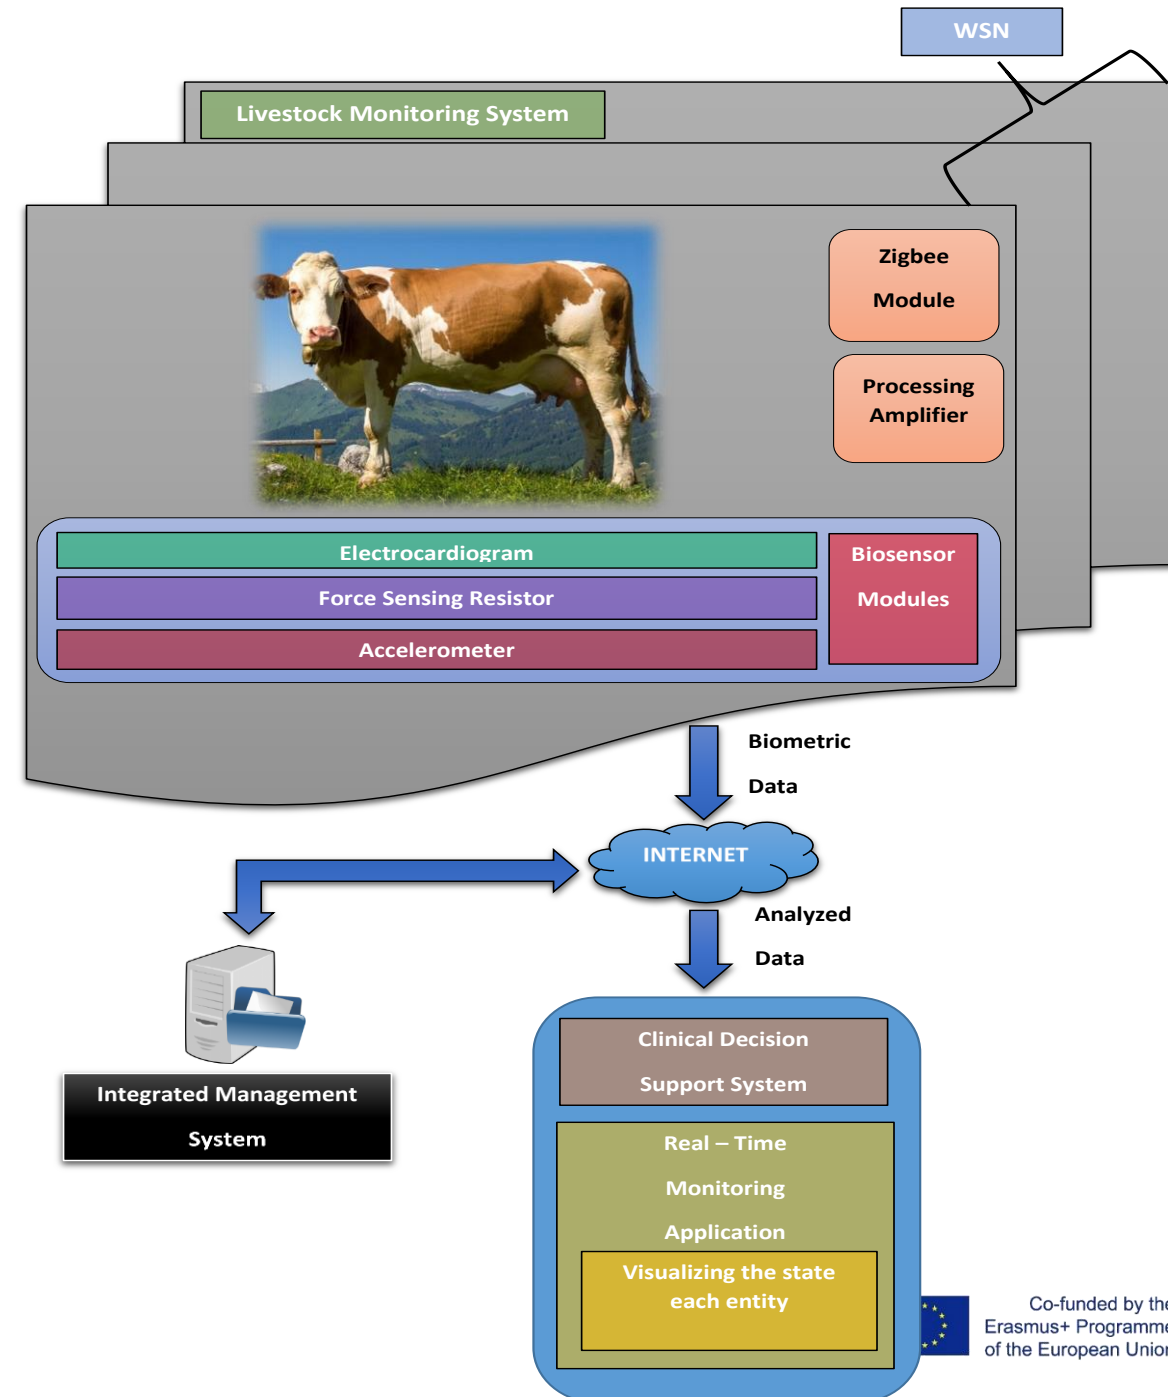 WSN
Livestock Monitoring System
Zigbee
Module
Processing
Amplifier
Electrocardiogram
Force Sensing Resistor
Accelerometer
Biosensor
Modules
Biometric
Data
INTERNET
Analyzed
Data
Integrated Management
System
Clinical Decision
Support System
Real – Time
Monitoring
Application
Visualizing the state
each entity
Co-funded by the
Erasmus+ Programme
of the European Union